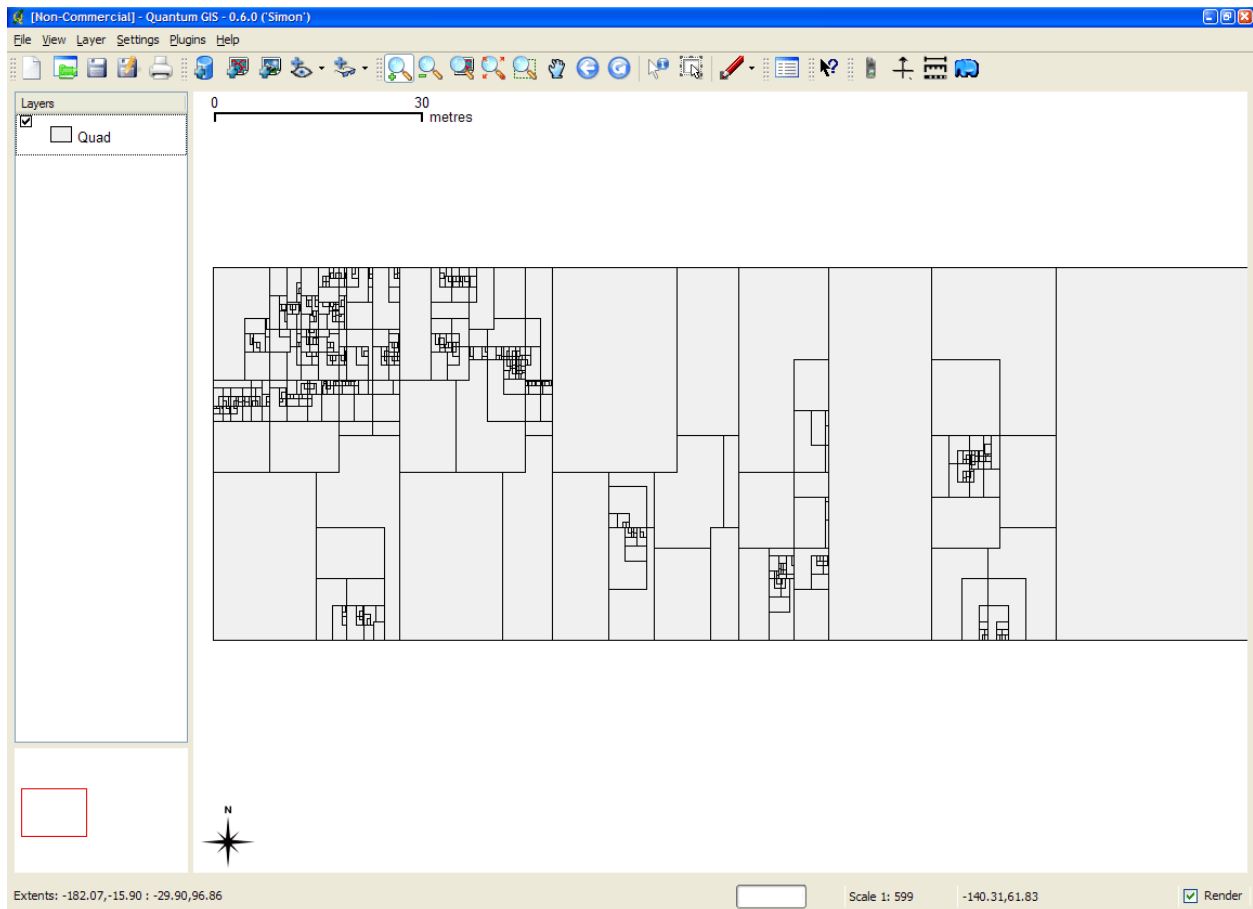 [Non-Commercial] - Quantum GIS - 0.6.0 ('Simon')
File View Layer Settings Plugins Help
Layers
Quad
0 30
metres
N
Extents: -182.07,-15.90 : -29.90,96.86 Scale 1: 599 -140.31,61.83 Render